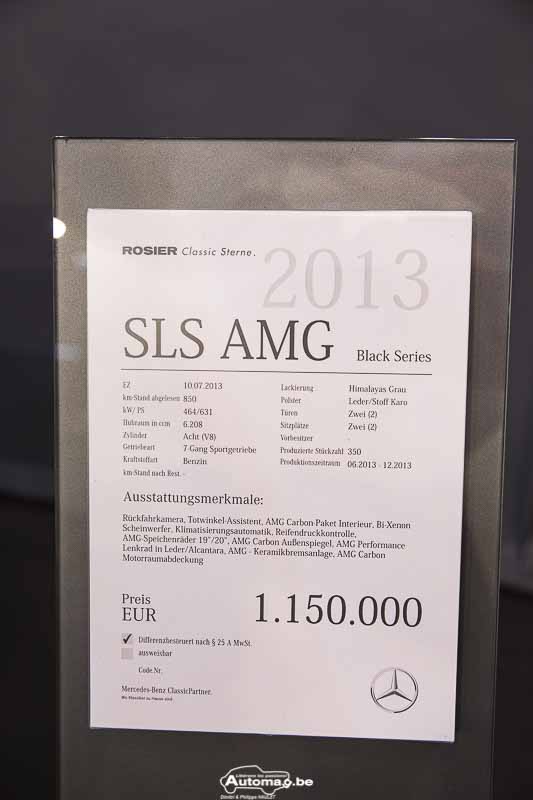 ROSIER Classic Sterne.
2013
SLS AMG Black Series
EZ 10.07.2013
km-Stand abgelesen 850
kW/ PS 464/631
Hubraum in ccm 6.208
Zylinder Acht (V8)
Getriebeart 7-Gang Sportgetriebe
Kraftstoffart Benzin
km-Stand nach Rest. -
Lackierung Himalayas Grau
Polster Leder/Stoff Karo
Türen Zwei (2)
Sitzplätze Zwei (2)
Vorbesitzer -
Produzierte Stückzahl 350
Produktionszeitraum 06.2013 - 12.2013
Ausstattungsmerkmale:
Rückfahrkamera, Totwinkel-Assistent, AMG Carbon-Paket Interieur, Bi-Xenon
Scheinwerfer, Klimatisierungsautomatik, Reifendruckkontrolle,
AMG-Speichenräder 19"/20", AMG Carbon Außenspiegel, AMG Performance
Lenkrad in Leder/Alcantara, AMG - Keramikbremsanlage, AMG Carbon
Motorraumabdeckung
Preis
EUR 1.150.000
Differenzbesteuert nach § 25 A MwSt.
ausweisbar
Code.Nr.
Mercedes-Benz ClassicPartner.
Wo Klassiker zu Hause sind.
Automag.be